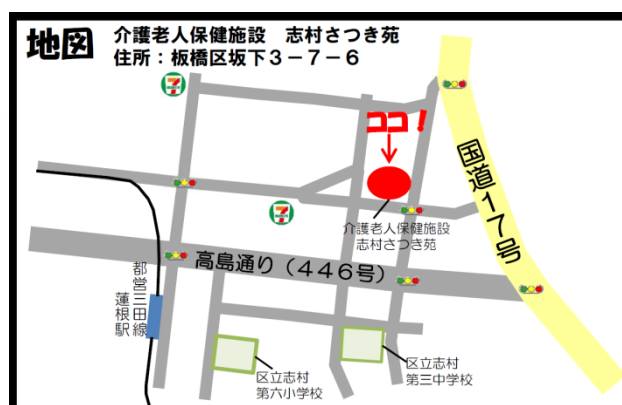 地図
介護老人保健施設　志村さつき苑
住所：板橋区坂下３－７－６
7
ココ！
国道17号
7
介護老人保健施設
志村さつき苑
高島通り（４４６号）
都営三田線
蓮根駅
区立志村
第六小学校
区立志村
第三中学校